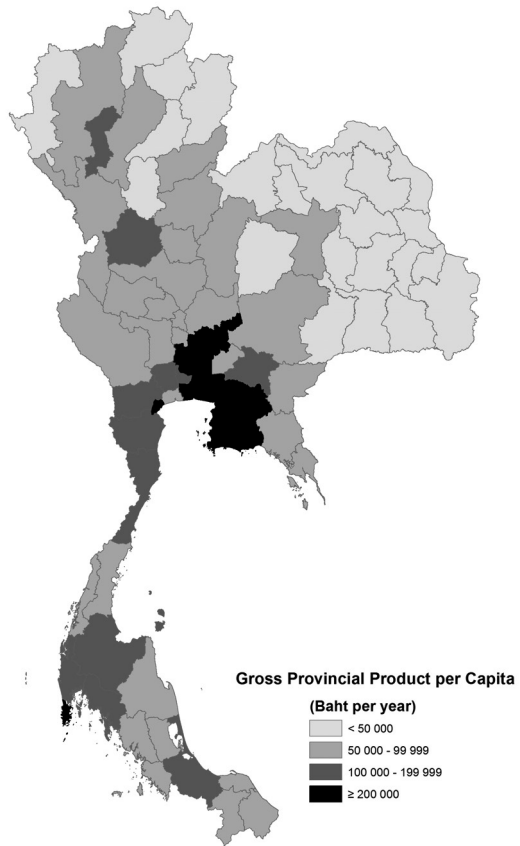 Gross Provincial Product per Capita
(Baht per year)
< 50 000
50 000 - 99 999
100 000 - 199 999
≥ 200 000